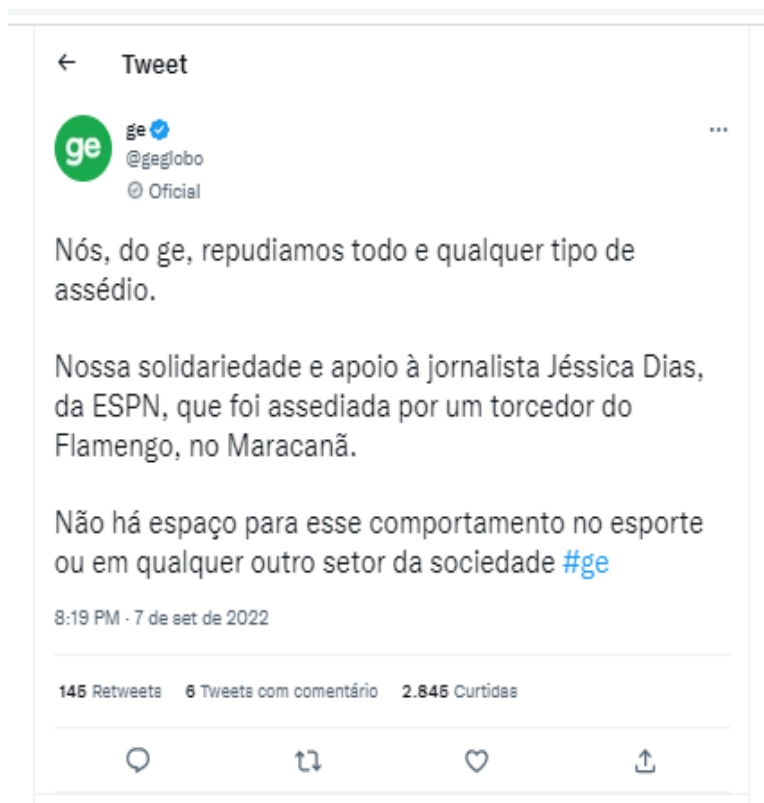 ← Tweet
ge
ge
@geglobo
Oficial
Nós, do ge, repudiamos todo e qualquer tipo de
assédio.
Nossa solidariedade e apoio à jornalista Jéssica Dias,
da ESPN, que foi assediada por um torcedor do
Flamengo, no Maracanã.
Não há espaço para esse comportamento no esporte
ou em qualquer outro setor da sociedade #ge
8:19 PM · 7 de set de 2022
145 Retweets 6 Tweets com comentário 2.845 Curtidas